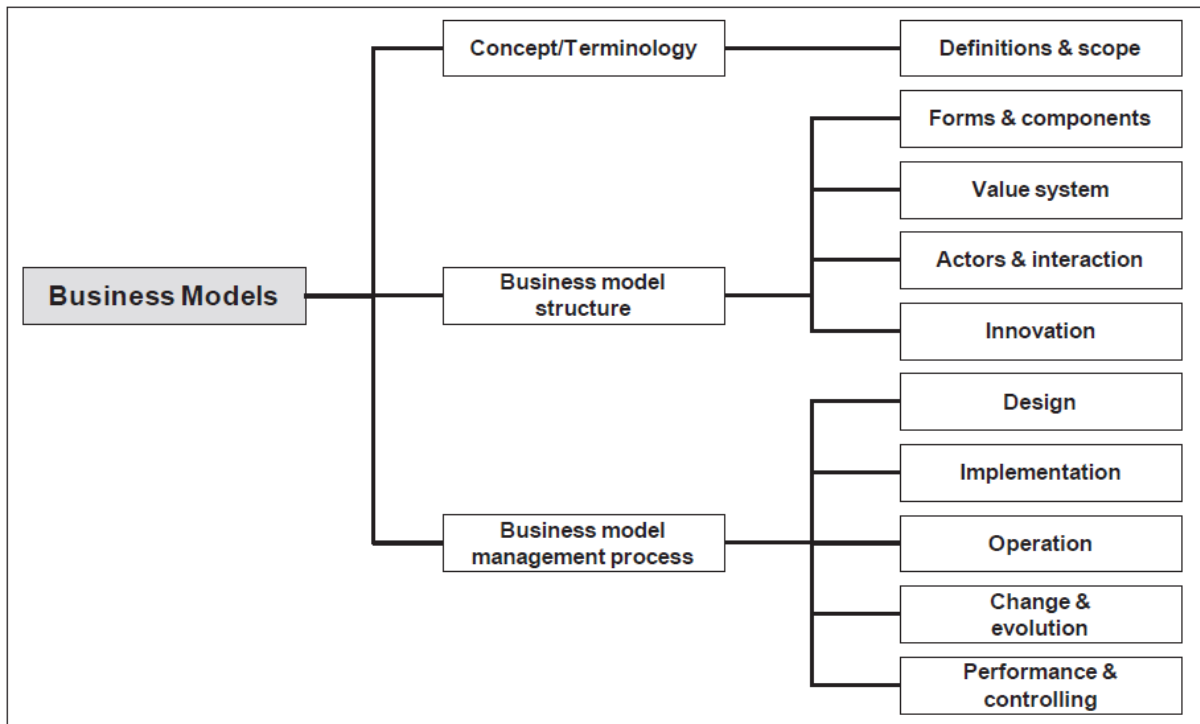 Concept/Terminology
Definitions & scope
Forms & components
Value system
Actors & interaction
Business Models
Business model
structure
Innovation
Design
Implementation
Business model
management process
Operation
Change &
evolution
Performance &
controlling